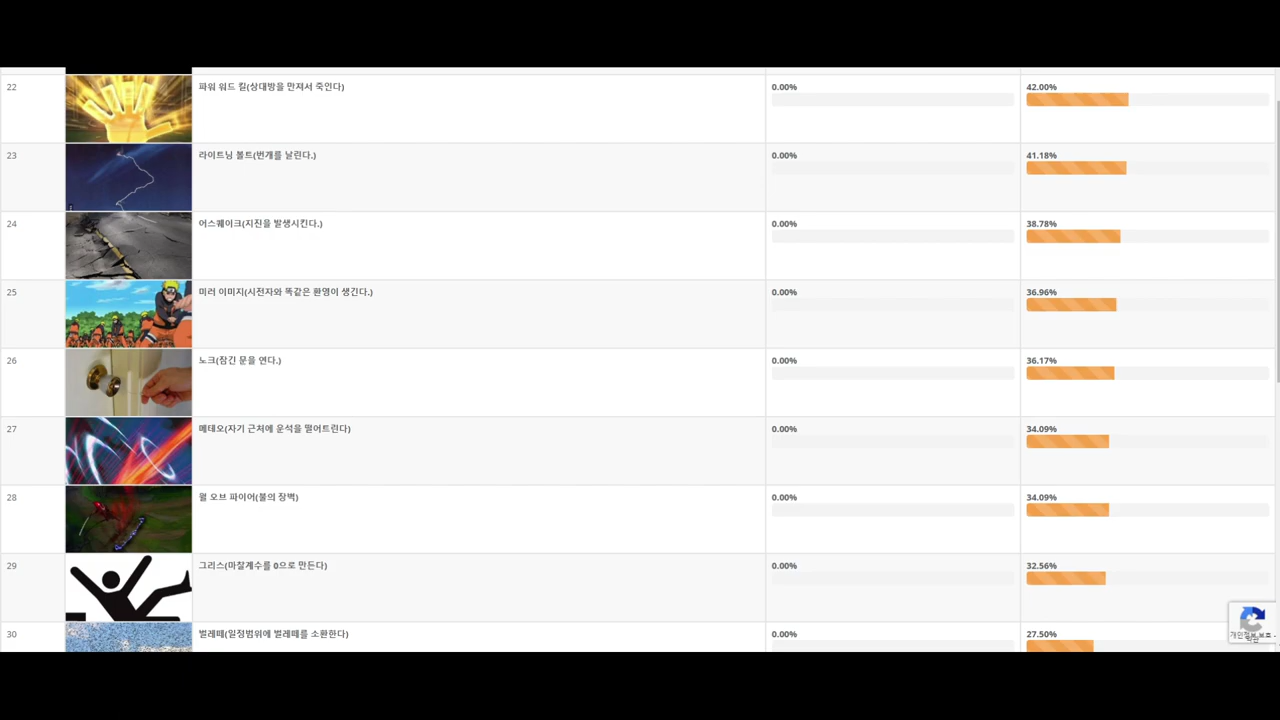 22
파워 워드 킬(상대방을 만져서 죽인다)
0.00%
42.00%
23
라이트닝 볼트(번개를 날린다.)
0.00%
41.18%
24
어스퀘이크(지진을 발생시킨다.)
0.00%
38.78%
25
미러 이미지(시전자와 똑같은 환영이 생긴다.)
0.00%
36.96%
26
노크(잠긴 문을 연다.)
0.00%
36.17%
27
메테오(자기 근처에 운석을 떨어트린다)
0.00%
34.09%
28
월 오브 파이어(불의 장벽)
0.00%
34.09%
29
그리스(마찰계수를 0으로 만든다)
0.00%
32.56%
30
벌레떼(일정범위에 벌레떼를 소환한다)
0.00%
27.50%
개인정보 보호 -
약관